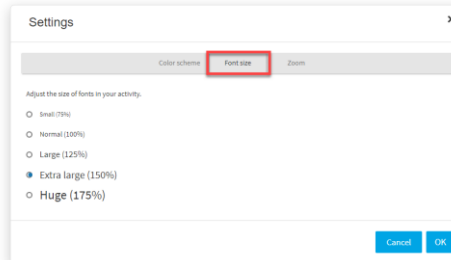 Settings
Color scheme Font size Zoom
Adjust the size of fonts in your activity.
Small (75%)
Normal (100%)
Large (125%)
Extra large (150%)
Huge (175%)
Cancel OK